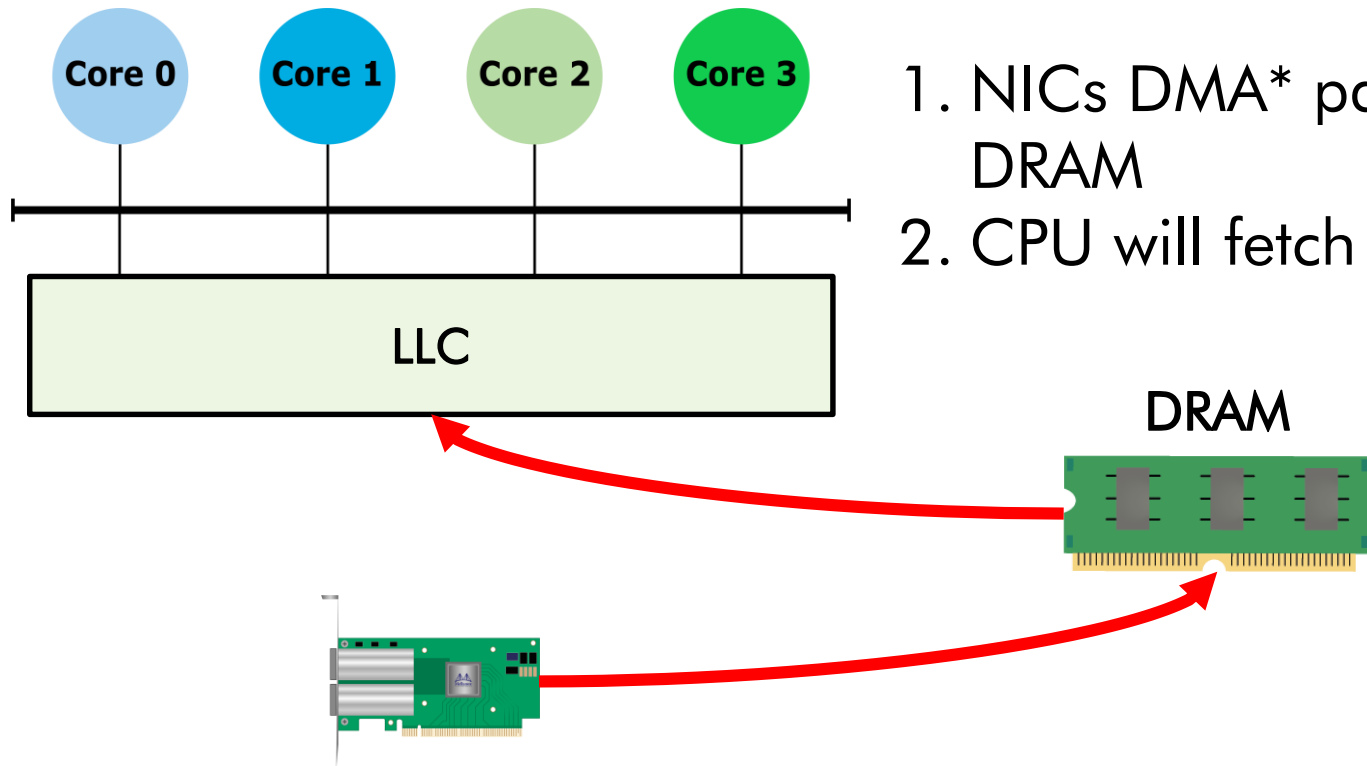 Core 0 Core 1 Core 2 Core 3
1. NICs DMA*
DRAM
2. CPU will fetch
LLC
DRAM